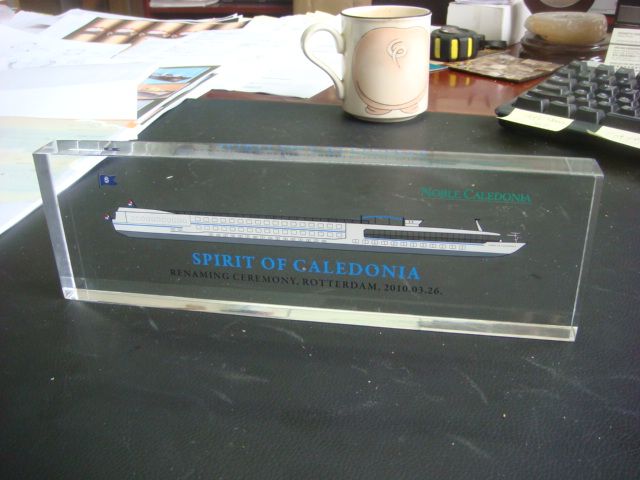 S
NOBLE CALEDONIA
SPIRIT OF CALEDONIA
RENAMING CEREMONY, ROTTERDAM, 2010.03.26.